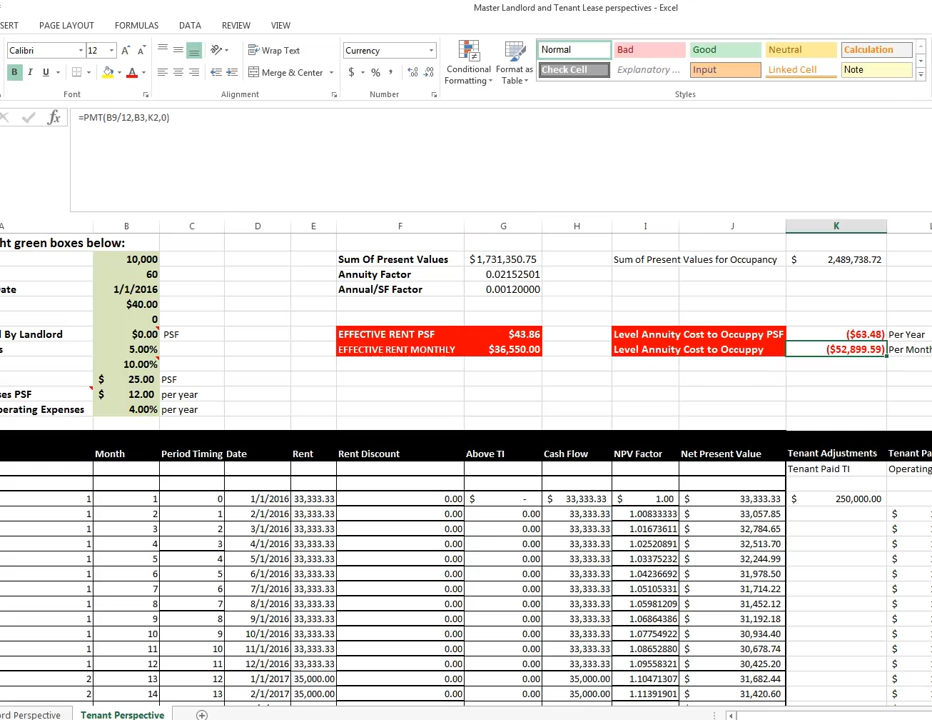 Master Landlord and Tenant Lease perspectives - Excel
SERT PAGE LAYOUT FORMULAS DATA REVIEW VIEW
Calibri 12 A A Wrap Text Currency Normal Bad Good Neutral Calculation
B I U A Merge & Center $ % , Conditional Formatting Format as Table Check Cell Explanatory ... Input Linked Cell Note
Font Alignment Number Styles
fx =PMT(B9/12,B3,K2,0)
A B C D E F G H I J K L
ht green boxes below:
10,000 Sum Of Present Values $1,731,350.75 Sum of Present Values for Occupancy $ 2,489,738.72
60 Annuity Factor 0.02152501
ate 1/1/2016 Annual/SF Factor 0.00120000
$40.00
0
d By Landlord $0.00 PSF EFFECTIVE RENT PSF $43.86 Level Annuity Cost to Occuppy PSF ($63.48) Per Year
s 5.00% EFFECTIVE RENT MONTHLY $36,550.00 Level Annuity Cost to Occuppy ($52,899.59) Per Month
10.00%
$ 25.00 PSF
ses PSF $ 12.00 per year
perating Expenses 4.00% per year
Month Period Timing Date Rent Rent Discount Above TI Cash Flow NPV Factor Net Present Value Tenant Adjustments Tenant Pa
Tenant Paid TI Operating
1 1 0 1/1/2016 33,333.33 0.00 $ - $ 33,333.33 $ 1.00 $ 33,333.33 $ 250,000.00
1 2 1 2/1/2016 33,333.33 0.00 0.00 33,333.33 1.00833333 $ 33,057.85 $
1 3 2 3/1/2016 33,333.33 0.00 0.00 33,333.33 1.01673611 $ 32,784.65 $
1 4 3 4/1/2016 33,333.33 0.00 0.00 33,333.33 1.02520891 $ 32,513.70 $
1 5 4 5/1/2016 33,333.33 0.00 0.00 33,333.33 1.03375232 $ 32,244.99 $
1 6 5 6/1/2016 33,333.33 0.00 0.00 33,333.33 1.04236692 $ 31,978.50 $
1 7 6 7/1/2016 33,333.33 0.00 0.00 33,333.33 1.05105331 $ 31,714.22 $
1 8 7 8/1/2016 33,333.33 0.00 0.00 33,333.33 1.05981209 $ 31,452.12 $
1 9 8 9/1/2016 33,333.33 0.00 0.00 33,333.33 1.06864386 $ 31,192.18 $
1 10 9 10/1/2016 33,333.33 0.00 0.00 33,333.33 1.07754922 $ 30,934.40 $
1 11 10 11/1/2016 33,333.33 0.00 0.00 33,333.33 1.08652880 $ 30,678.74 $
1 12 11 12/1/2016 33,333.33 0.00 0.00 33,333.33 1.09558321 $ 30,425.20 $
2 13 12 1/1/2017 35,000.00 0.00 0.00 35,000.00 1.10471307 $ 31,682.44 $
2 14 13 2/1/2017 35,000.00 0.00 0.00 35,000.00 1.11391901 $ 31,420.60 $
rd Perspective Tenant Perspective